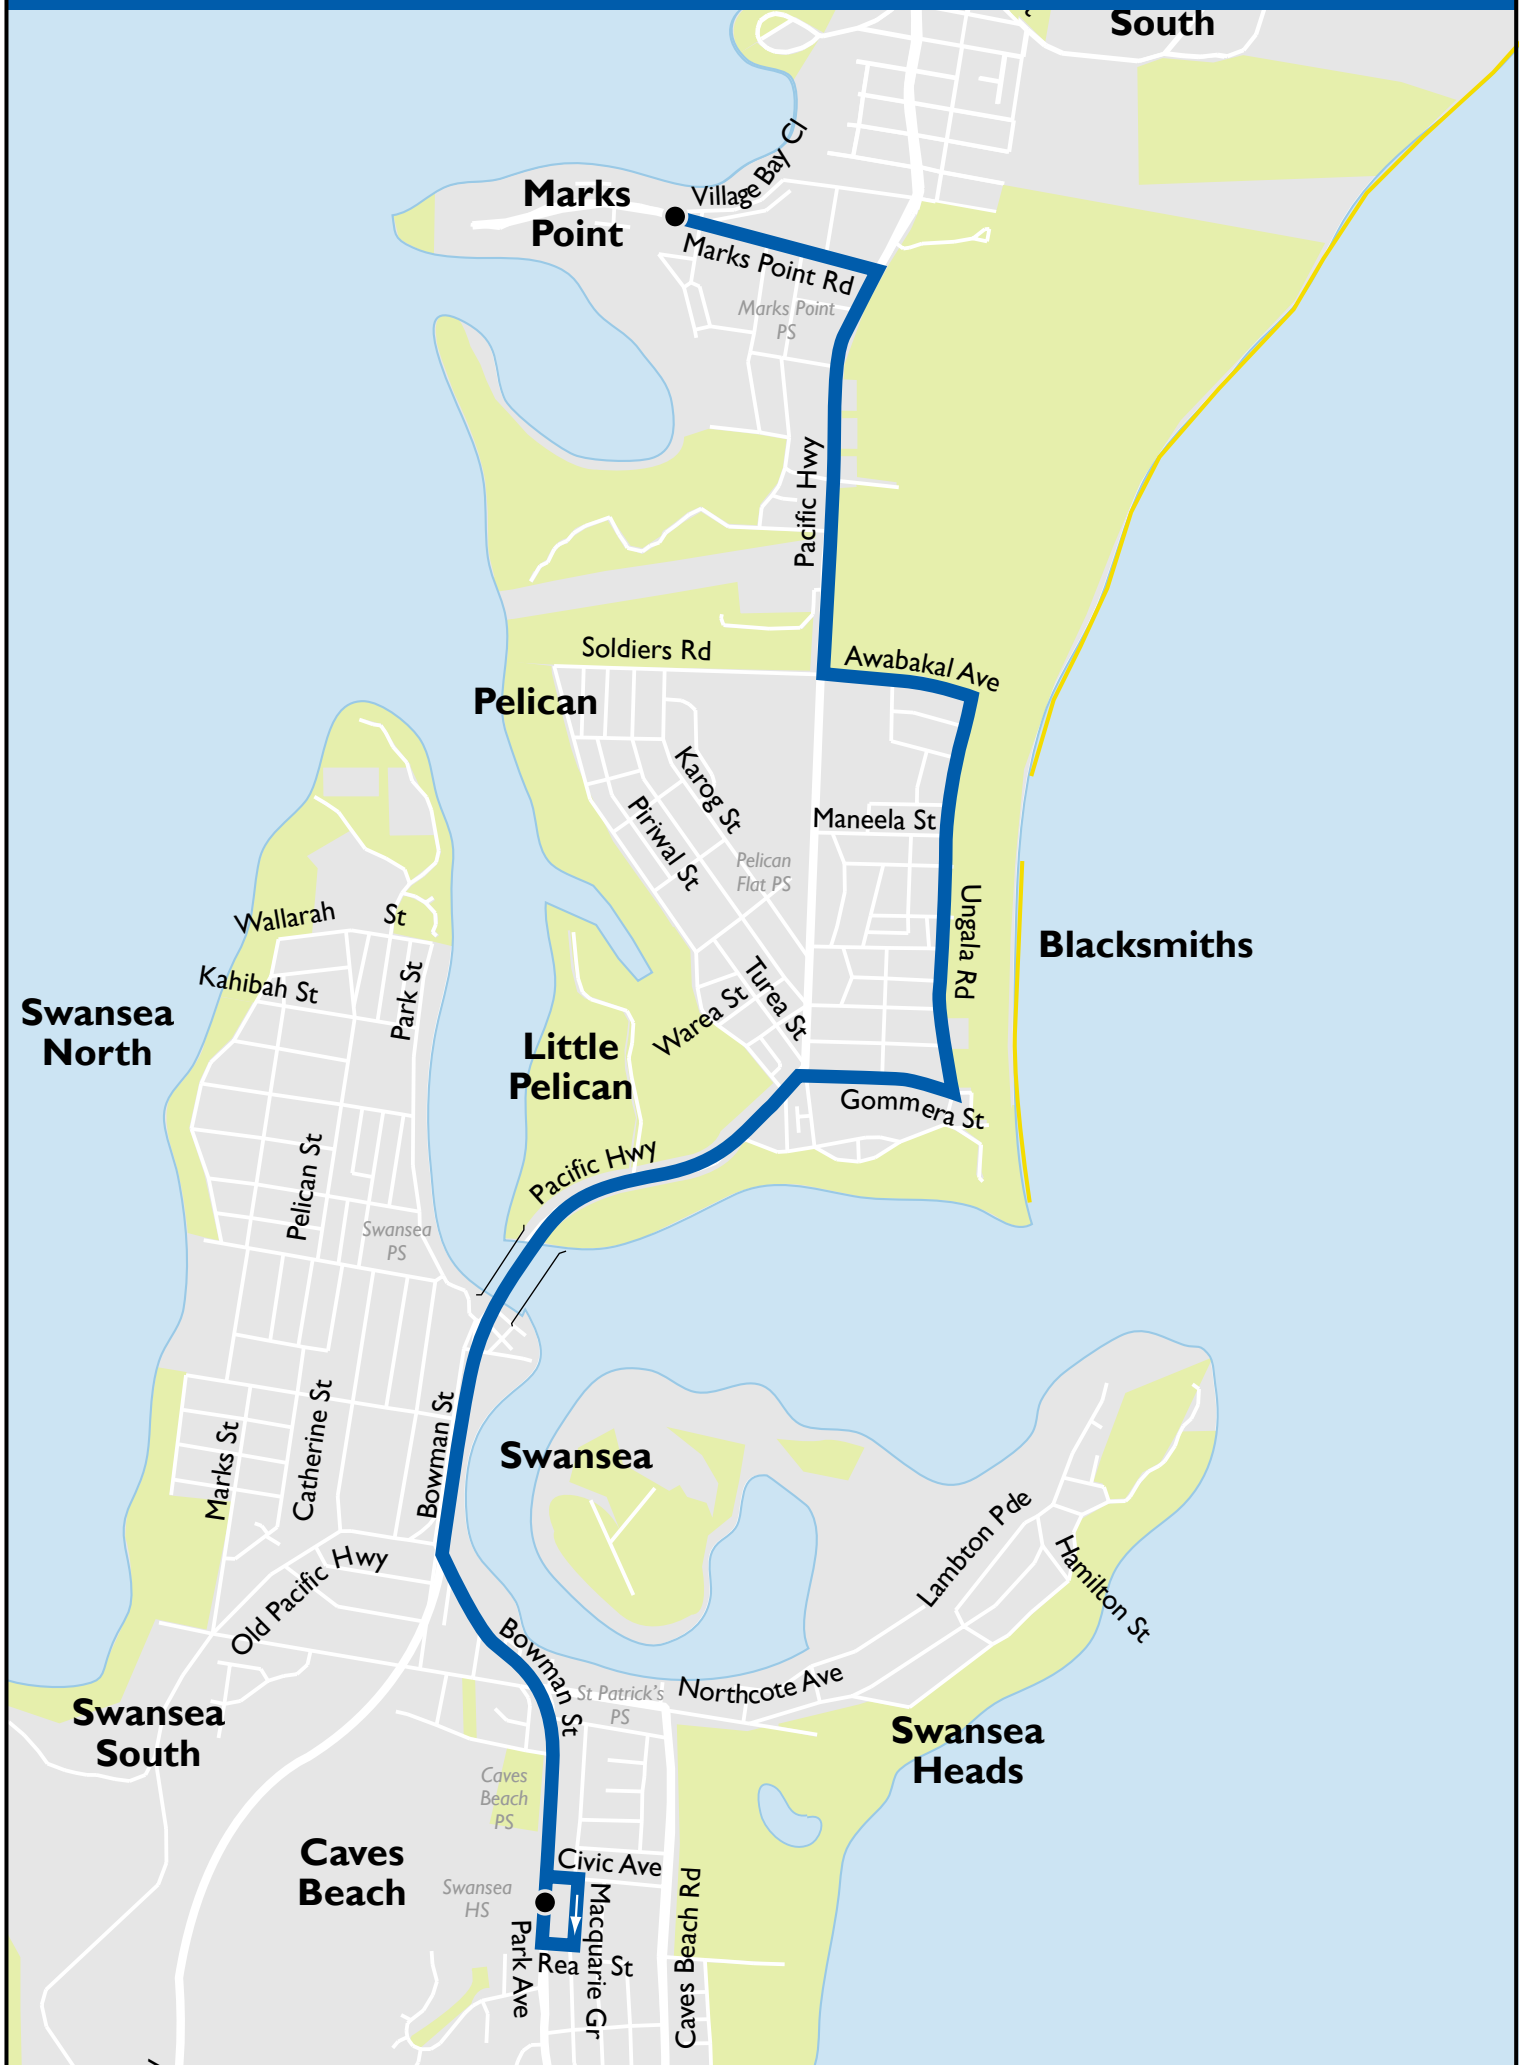 South
Village Bay Cl
Marks
Point
Marks Point Rd
Marks Point
PS
Pacific Hwy
Soldiers Rd
Awabakal Ave
Pelican
Karog St
Piriwal St
Maneela St
Pelican
Flat PS
Ungala Rd
Wallarah St
Blacksmiths
Kahibah St
Park St
Turea St
Warea St
Swansea
North
Little
Pelican
Gommera St
Pacific Hwy
Pelican St
Swansea
PS
Marks St
Catherine St
Bowman St
Swansea
Lambton Pde
Hamilton St
Old Pacific Hwy
Bowman St
St Patrick's
PS
Northcote Ave
Swansea
South
Swansea
Heads
Caves
Beach
PS
Caves
Beach
Civic Ave
Swansea
HS
Macquarie Gr
Caves Beach Rd
Park Ave
Rea St